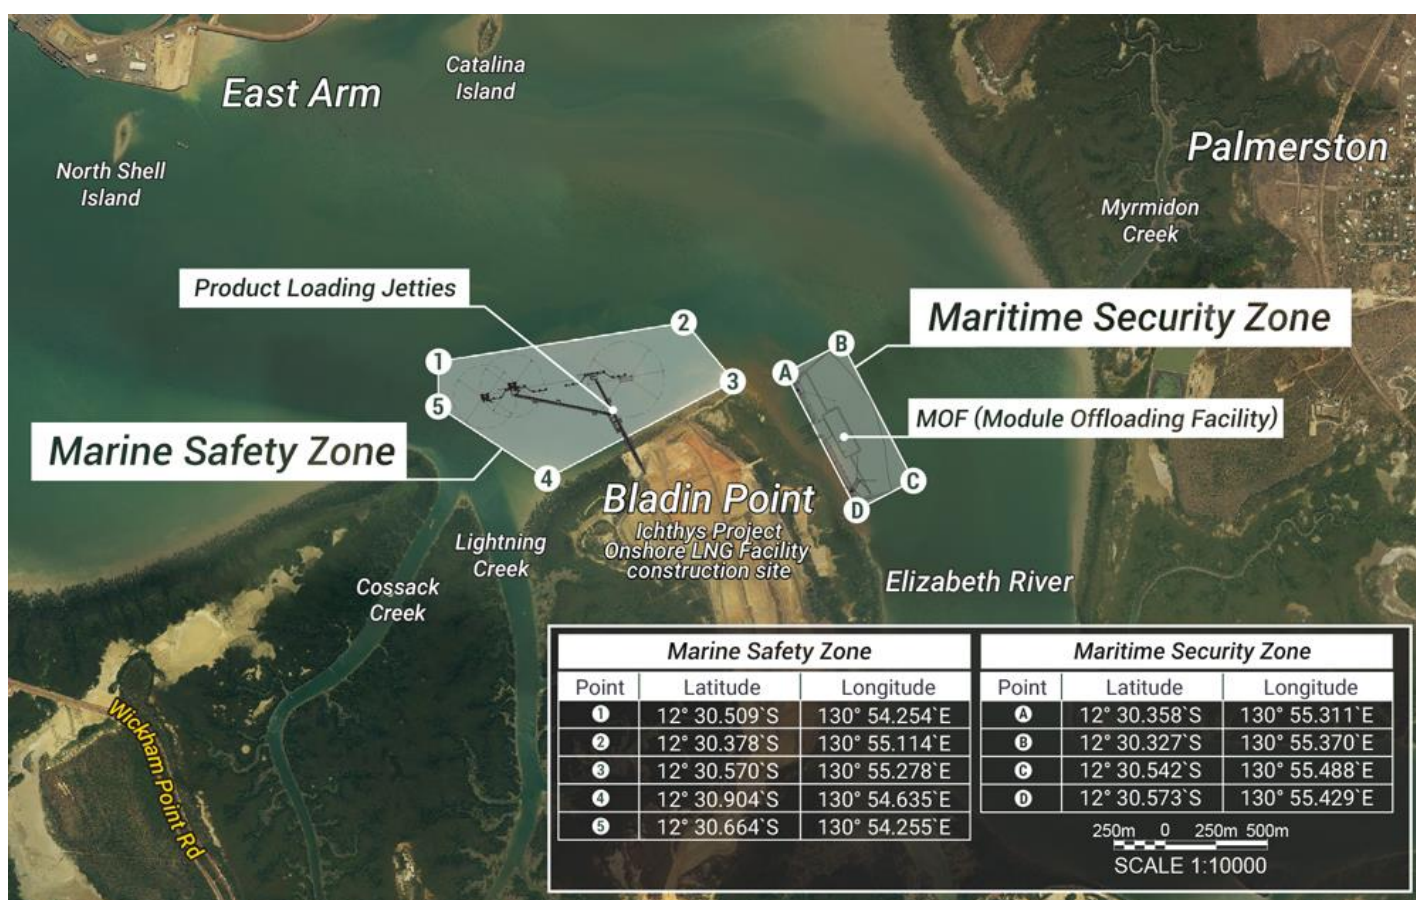 Catalina
Island
East Arm
Palmerston
North Shell
Island
Myrmidon
Creek
Product Loading Jetties
Maritime Security Zone
2
B
1
A
3
5
MOF (Module Offloading Facility)
Marine Safety Zone
4
C
D
Bladin Point
Ichthys Project
Onshore LNG Facility
construction site
Lightning
Creek
Cossack
Creek
Elizabeth River
Wickham Point Rd
Marine Safety Zone
Point Latitude Longitude
1 12° 30.509`S 130° 54.254`E
2 12° 30.378`S 130° 55.114`E
3 12° 30.570`S 130° 55.278`E
4 12° 30.904`S 130° 54.635`E
5 12° 30.664`S 130° 54.255`E
Maritime Security Zone
Point Latitude Longitude
A 12° 30.358`S 130° 55.311`E
B 12° 30.327`S 130° 55.370`E
C 12° 30.542`S 130° 55.488`E
D 12° 30.573`S 130° 55.429`E
250m 0 250m 500m
SCALE 1:10000